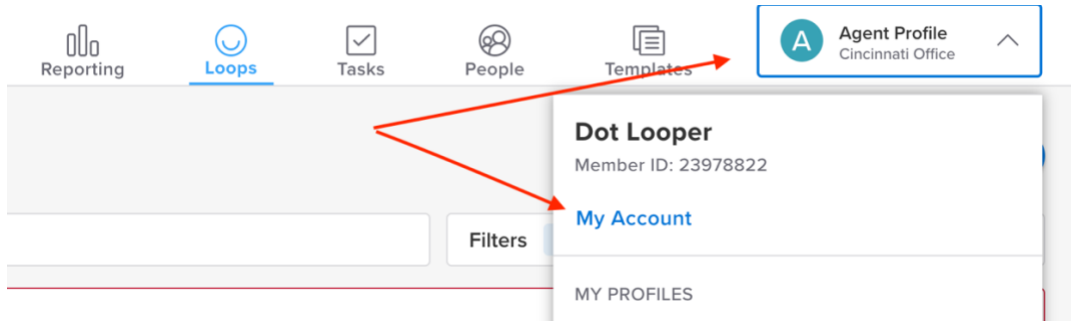 Reporting
Loops
Tasks
People
Templates
A
Agent Profile
Cincinnati Office
Dot Looper
Member ID: 23978822
My Account
Filters
MY PROFILES